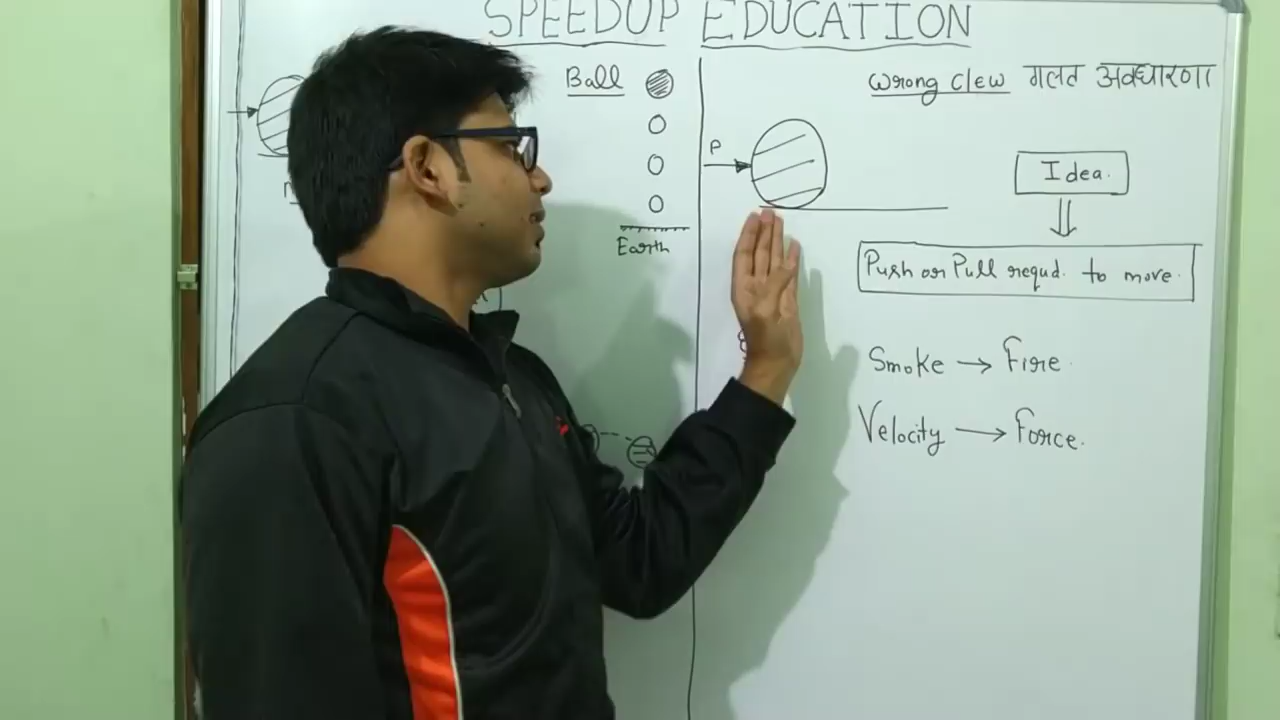 SPEEDUP EDUCATION
Ball
Earth
wrong clew गलत अवधारणा
P
Idea.
Push or Pull requd. to move.
Smoke → Fire.
Velocity → Force.